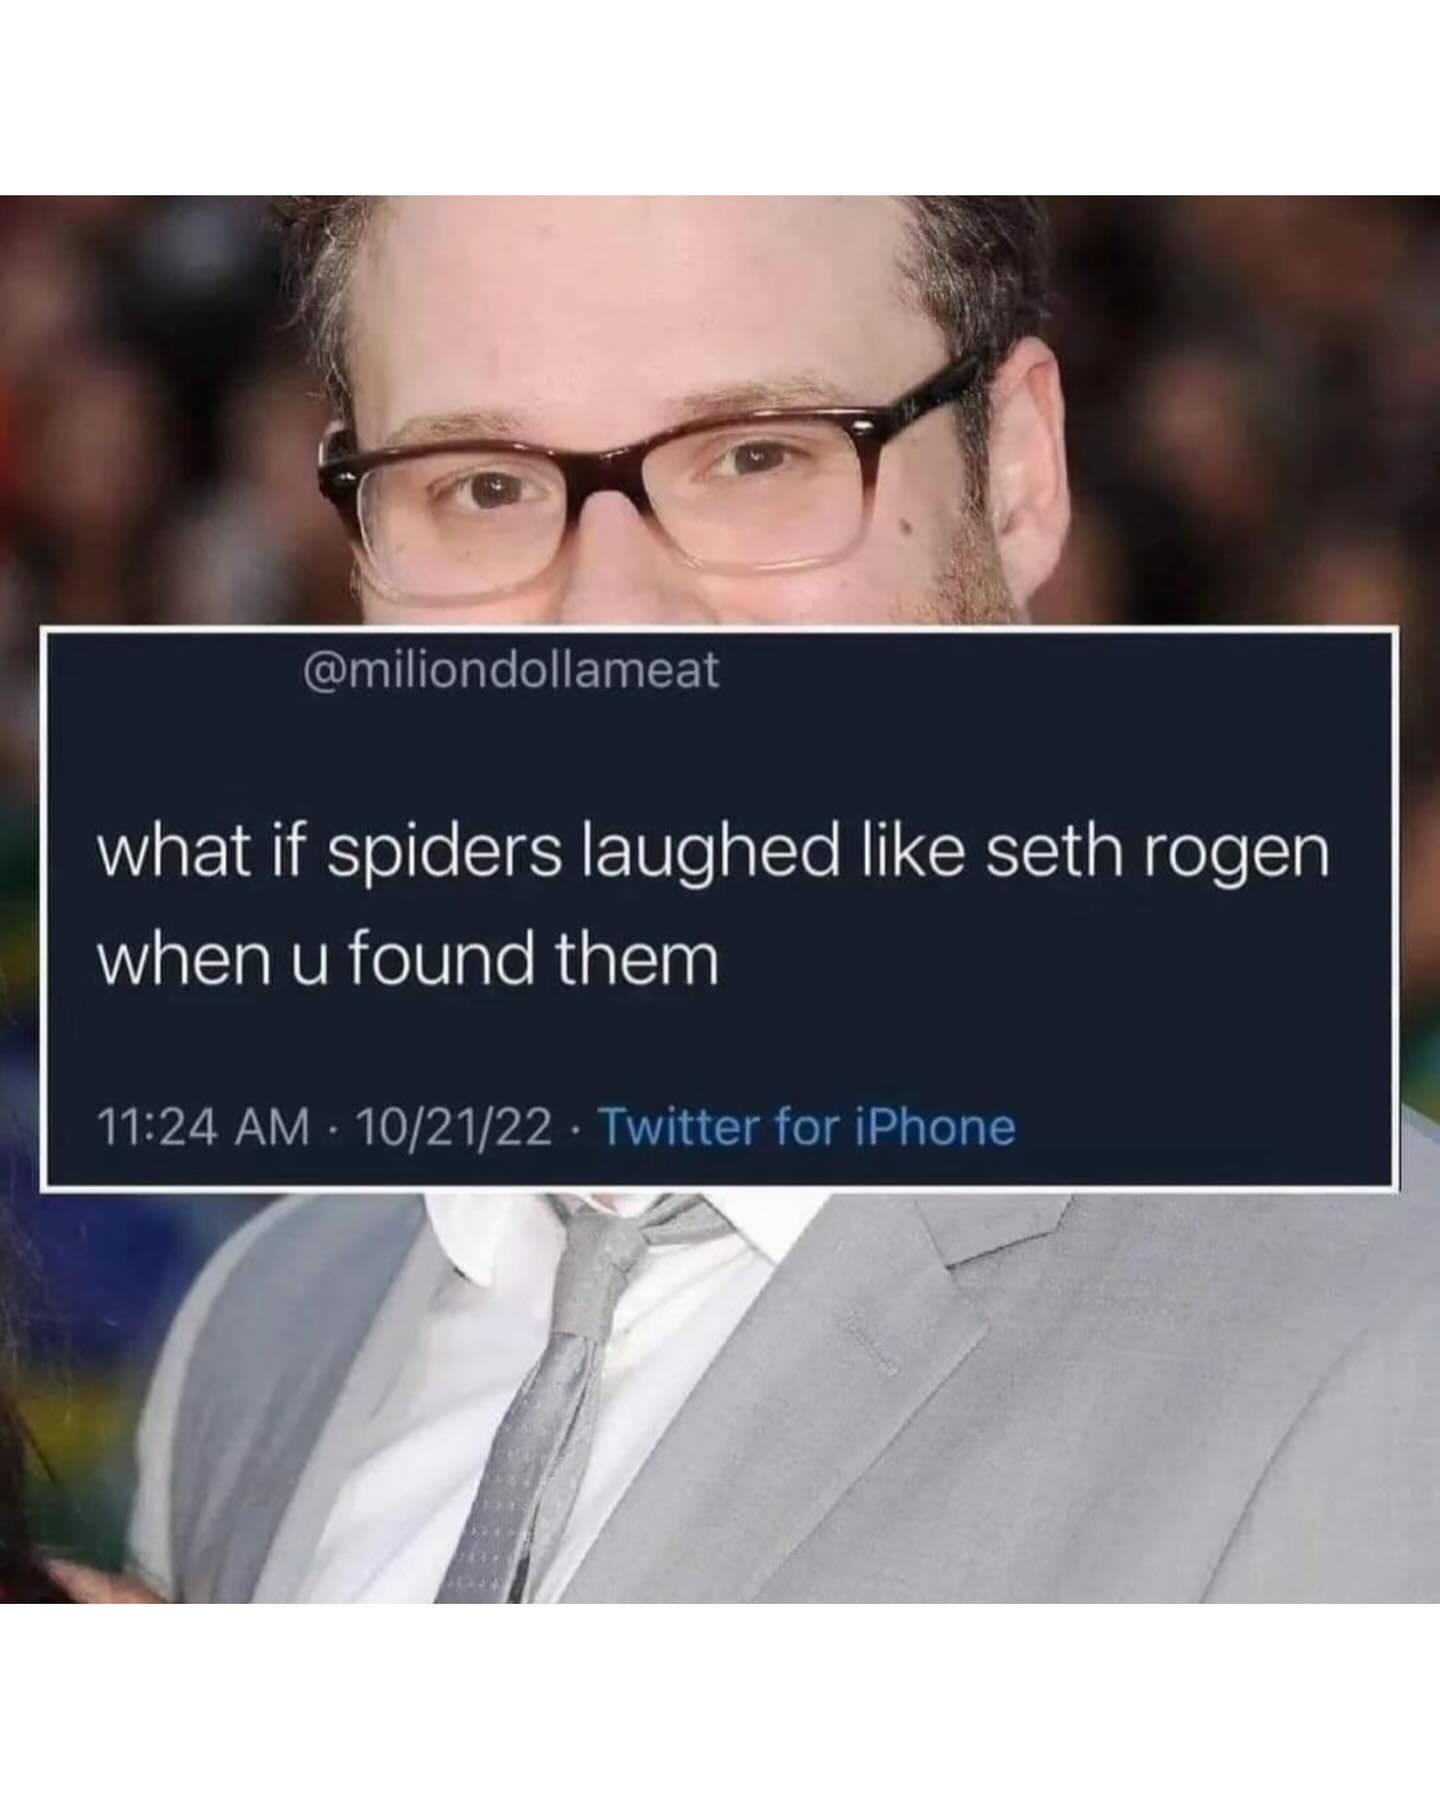 @miliondollameat
what if spiders laughed like seth rogen
when u found them
11:24 AM · 10/21/22 · Twitter for iPhone